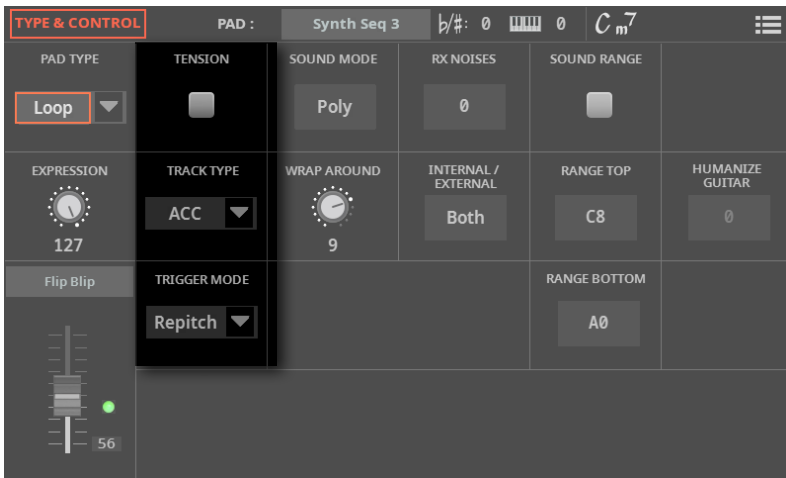 TYPE & CONTROL PAD : Synth Seq 3 b/#: 0 0 Cm7
PAD TYPE TENSION SOUND MODE RX NOISES SOUND RANGE
Loop Poly 0
EXPRESSION TRACK TYPE WRAP AROUND INTERNAL / EXTERNAL RANGE TOP HUMANIZE GUITAR
ACC Both C8 0
127 9
Flip Blip TRIGGER MODE RANGE BOTTOM
Repitch A0
56